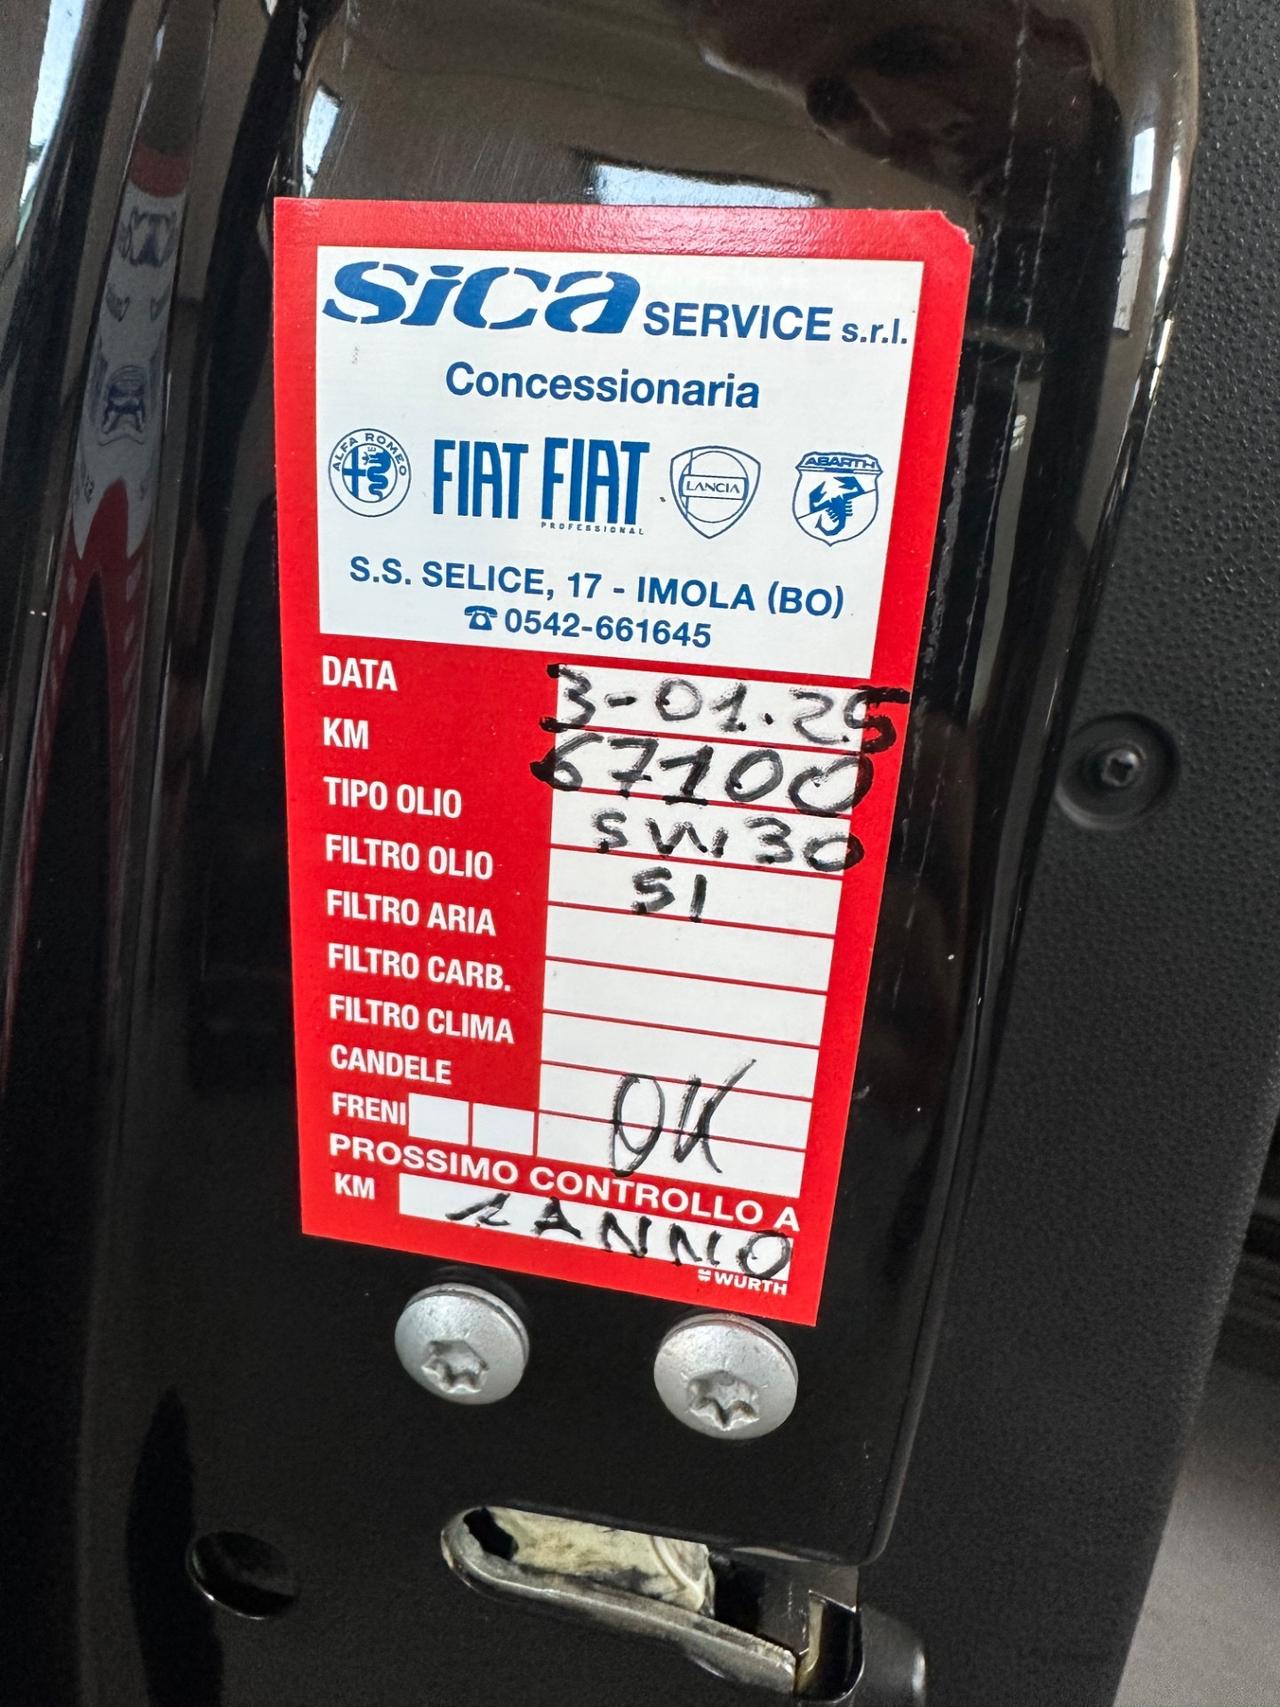 sica SERVICE s.r.l.
Concessionaria
ALFA ROMEO FIAT FIAT PROFESSIONAL LANCIA ABARTH
S.S. SELICE, 17 - IMOLA (BO)
☎ 0542-661645
DATA 3-01.25
KM 67100
TIPO OLIO 5W30
FILTRO OLIO SI
FILTRO ARIA
FILTRO CARB.
FILTRO CLIMA
CANDELE
FRENI OK
PROSSIMO CONTROLLO A
KM 1 ANNO
WÜRTH